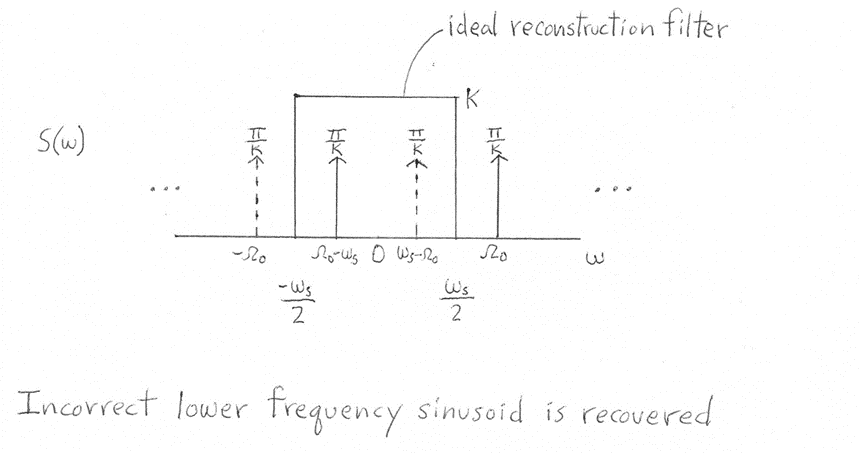 ideal reconstruction filter
K
S(ω) π/K π/K π/K π/K
... ...
-Ω₀ Ω₀-ωₛ 0 ωₛ-Ω₀ Ω₀ ω
-ωₛ/2 ωₛ/2
Incorrect lower frequency sinusoid is recovered